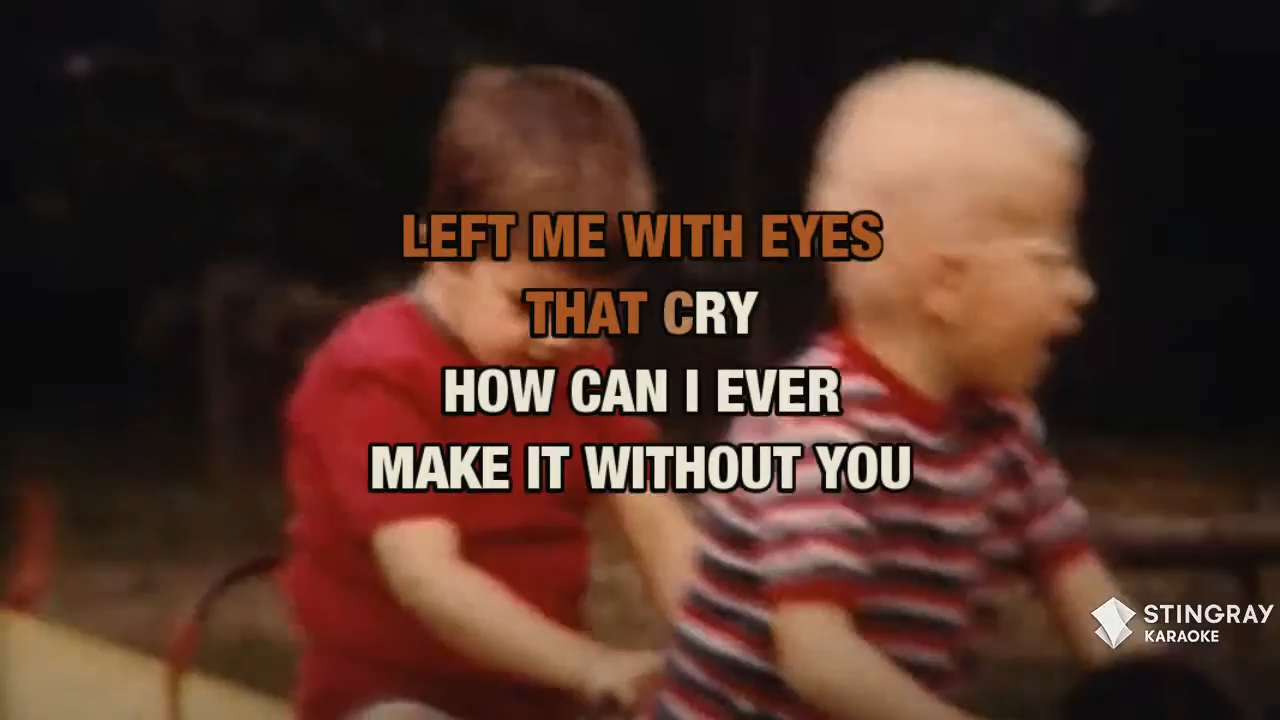 LEFT ME WITH EYES
THAT CRY
HOW CAN I EVER
MAKE IT WITHOUT YOU
STINGRAY
KARAOKE